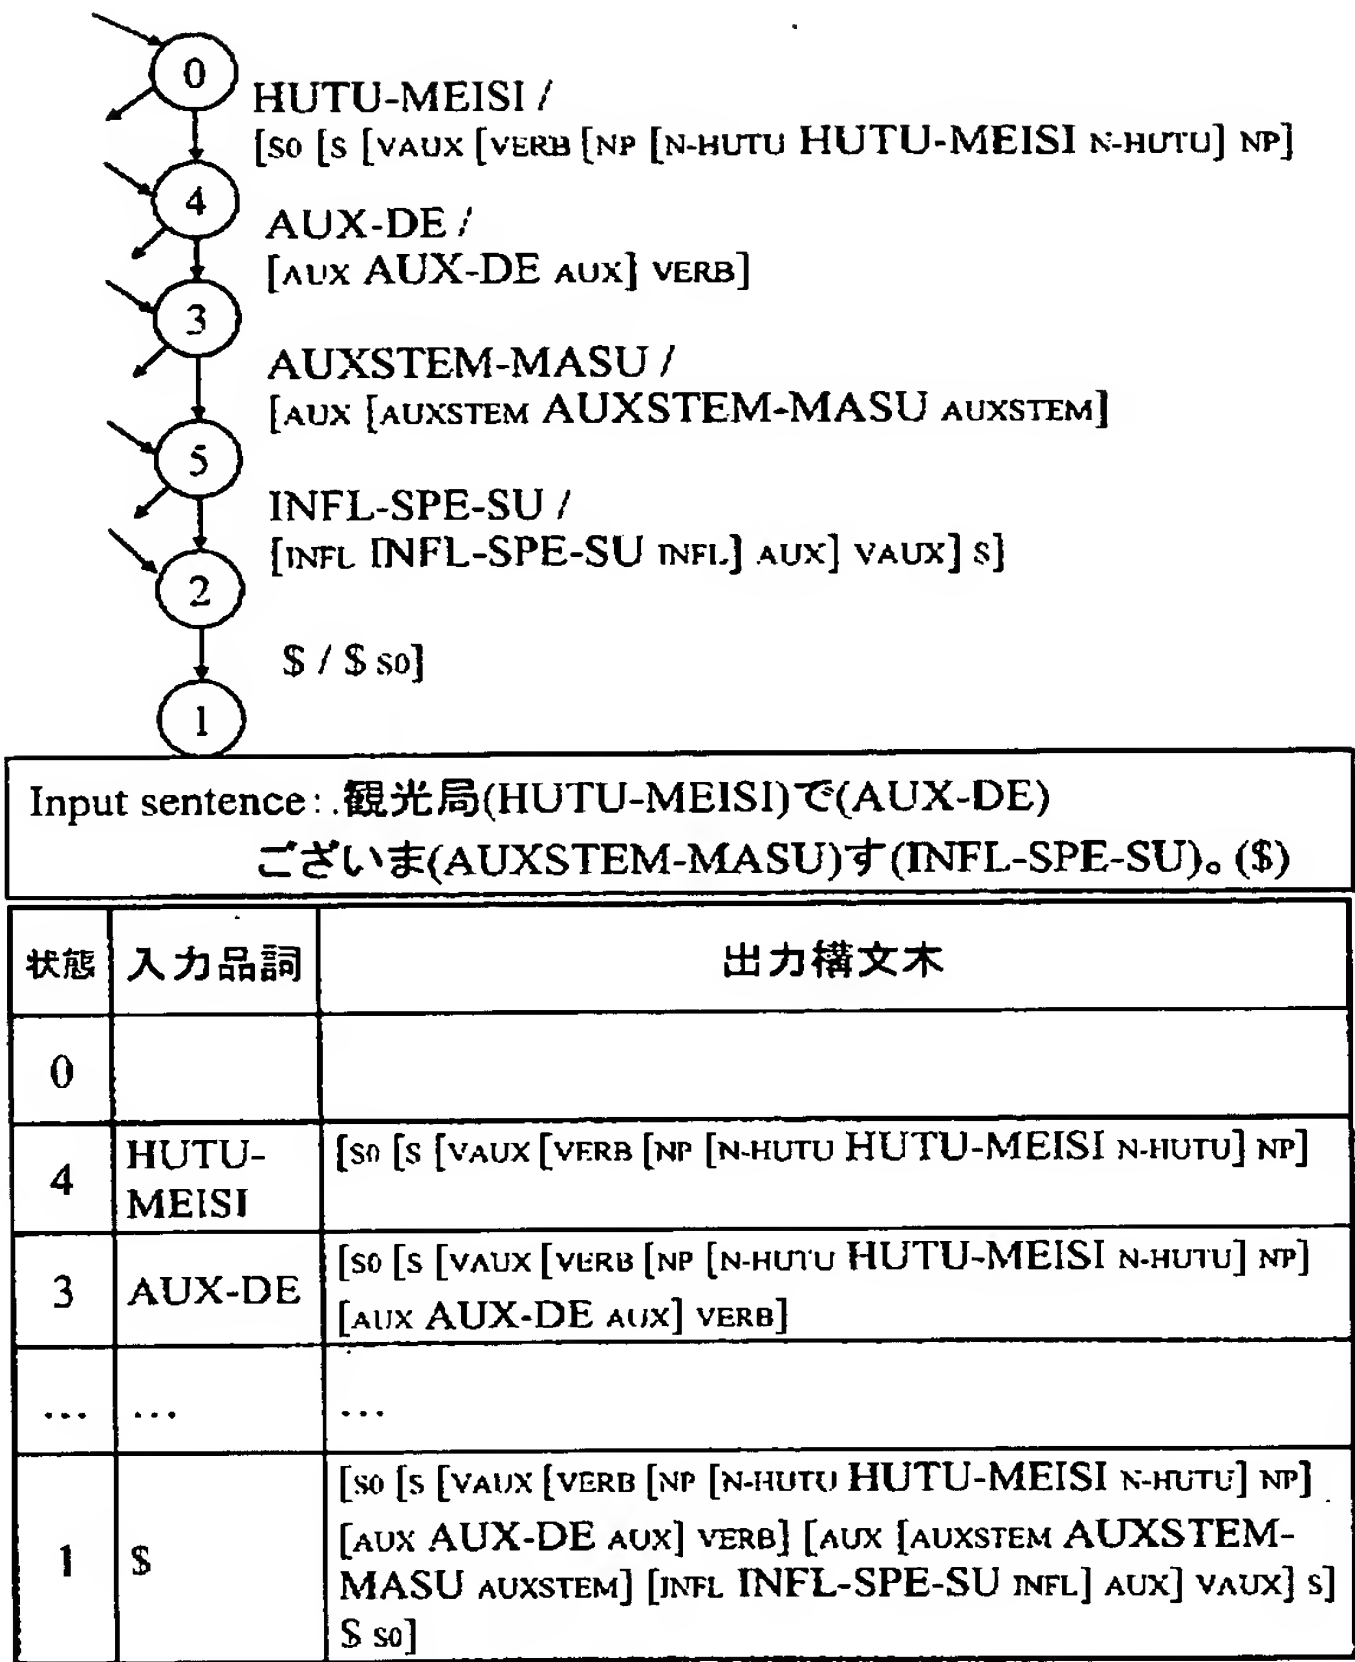 0
HUTU-MEISI /
[S0 [S [VAUX [VERB [NP [N-HUTU HUTU-MEISI N-HUTU] NP]
4
AUX-DE /
[AUX AUX-DE AUX] VERB]
3
AUXSTEM-MASU /
[AUX [AUXSTEM AUXSTEM-MASU AUXSTEM]
5
INFL-SPE-SU /
[INFL INFL-SPE-SU INFL] AUX] VAUX] S]
2
$ / $ S0]
1
Input sentence: 観光局(HUTU-MEISI)で(AUX-DE)
ございま(AUXSTEM-MASU)す(INFL-SPE-SU)。($)
状態 入力品詞 出力構文木
0
4 HUTU-
MEISI
[S0 [S [VAUX [VERB [NP [N-HUTU HUTU-MEISI N-HUTU] NP]
3 AUX-DE
[S0 [S [VAUX [VERB [NP [N-HUTU HUTU-MEISI N-HUTU] NP]
[AUX AUX-DE AUX] VERB]
... ... ...
1 $
[S0 [S [VAUX [VERB [NP [N-HUTU HUTU-MEISI N-HUTU] NP]
[AUX AUX-DE AUX] VERB] [AUX [AUXSTEM AUXSTEM-
MASU AUXSTEM] [INFL INFL-SPE-SU INFL] AUX] VAUX] S]
$ S0]